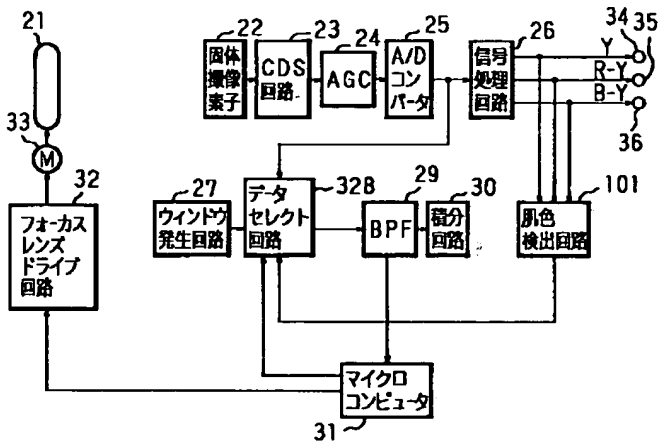 21
22
23
24
25
26
34
35
固体
撮像
素子
CDS
回路
AGC
A/D
コン
バータ
信号
処理
回路
Y
R-Y
B-Y
36
33
M
32
フォーカス
レンズ
ドライブ
回路
27
ウィンドウ
発生回路
データ
セレクト
回路
328
29
BPF
30
積分
回路
101
肌色
検出回路
マイクロ
コンピュータ
31